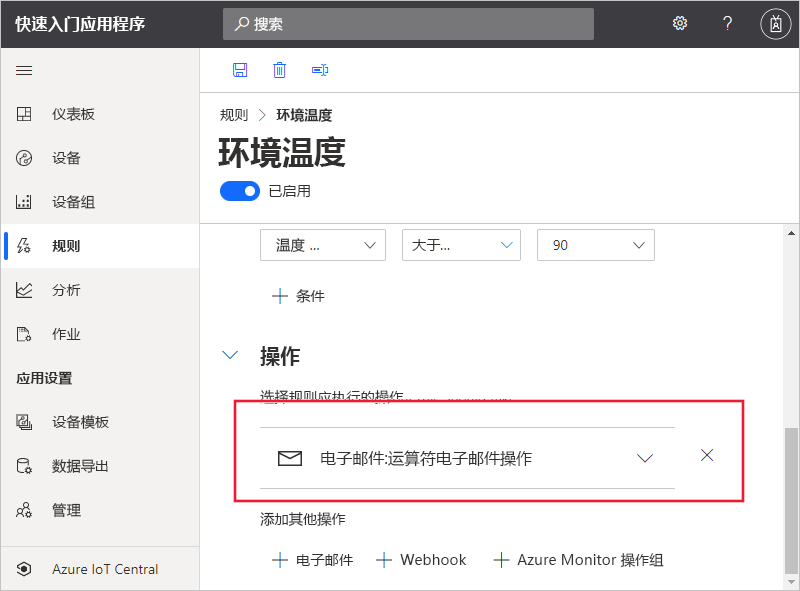 快速入门应用程序
搜索
?
仪表板
设备
设备组
规则
分析
作业
应用设置
设备模板
数据导出
管理
Azure IoT Central
规则 > 环境温度
环境温度
已启用
温度 ... 大于... 90
+ 条件
操作
选择规则应执行的操作
电子邮件:运算符电子邮件操作
添加其他操作
+ 电子邮件 + Webhook + Azure Monitor 操作组